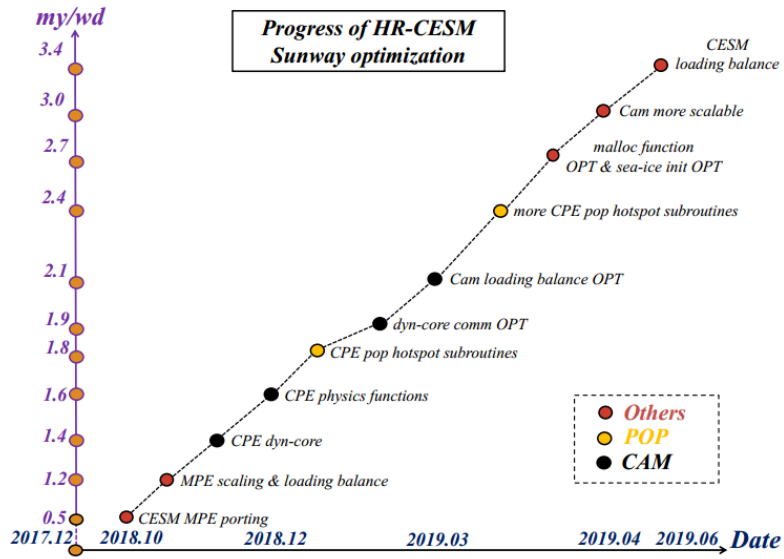 my/wd
Progress of HR-CESM
Sunway optimization
3.4
CESM
loading balance
3.0
Cam more scalable
2.7
malloc function
OPT & sea-ice init OPT
2.4
more CPE pop hotspot subroutines
2.1
Cam loading balance OPT
1.9
dyn-core comm OPT
1.8
CPE pop hotspot subroutines
1.6
CPE physics functions
1.4
CPE dyn-core
1.2
MPE scaling & loading balance
0.5
CESM MPE porting
Others
POP
CAM
2017.12
2018.10
2018.12
2019.03
2019.04
2019.06
Date